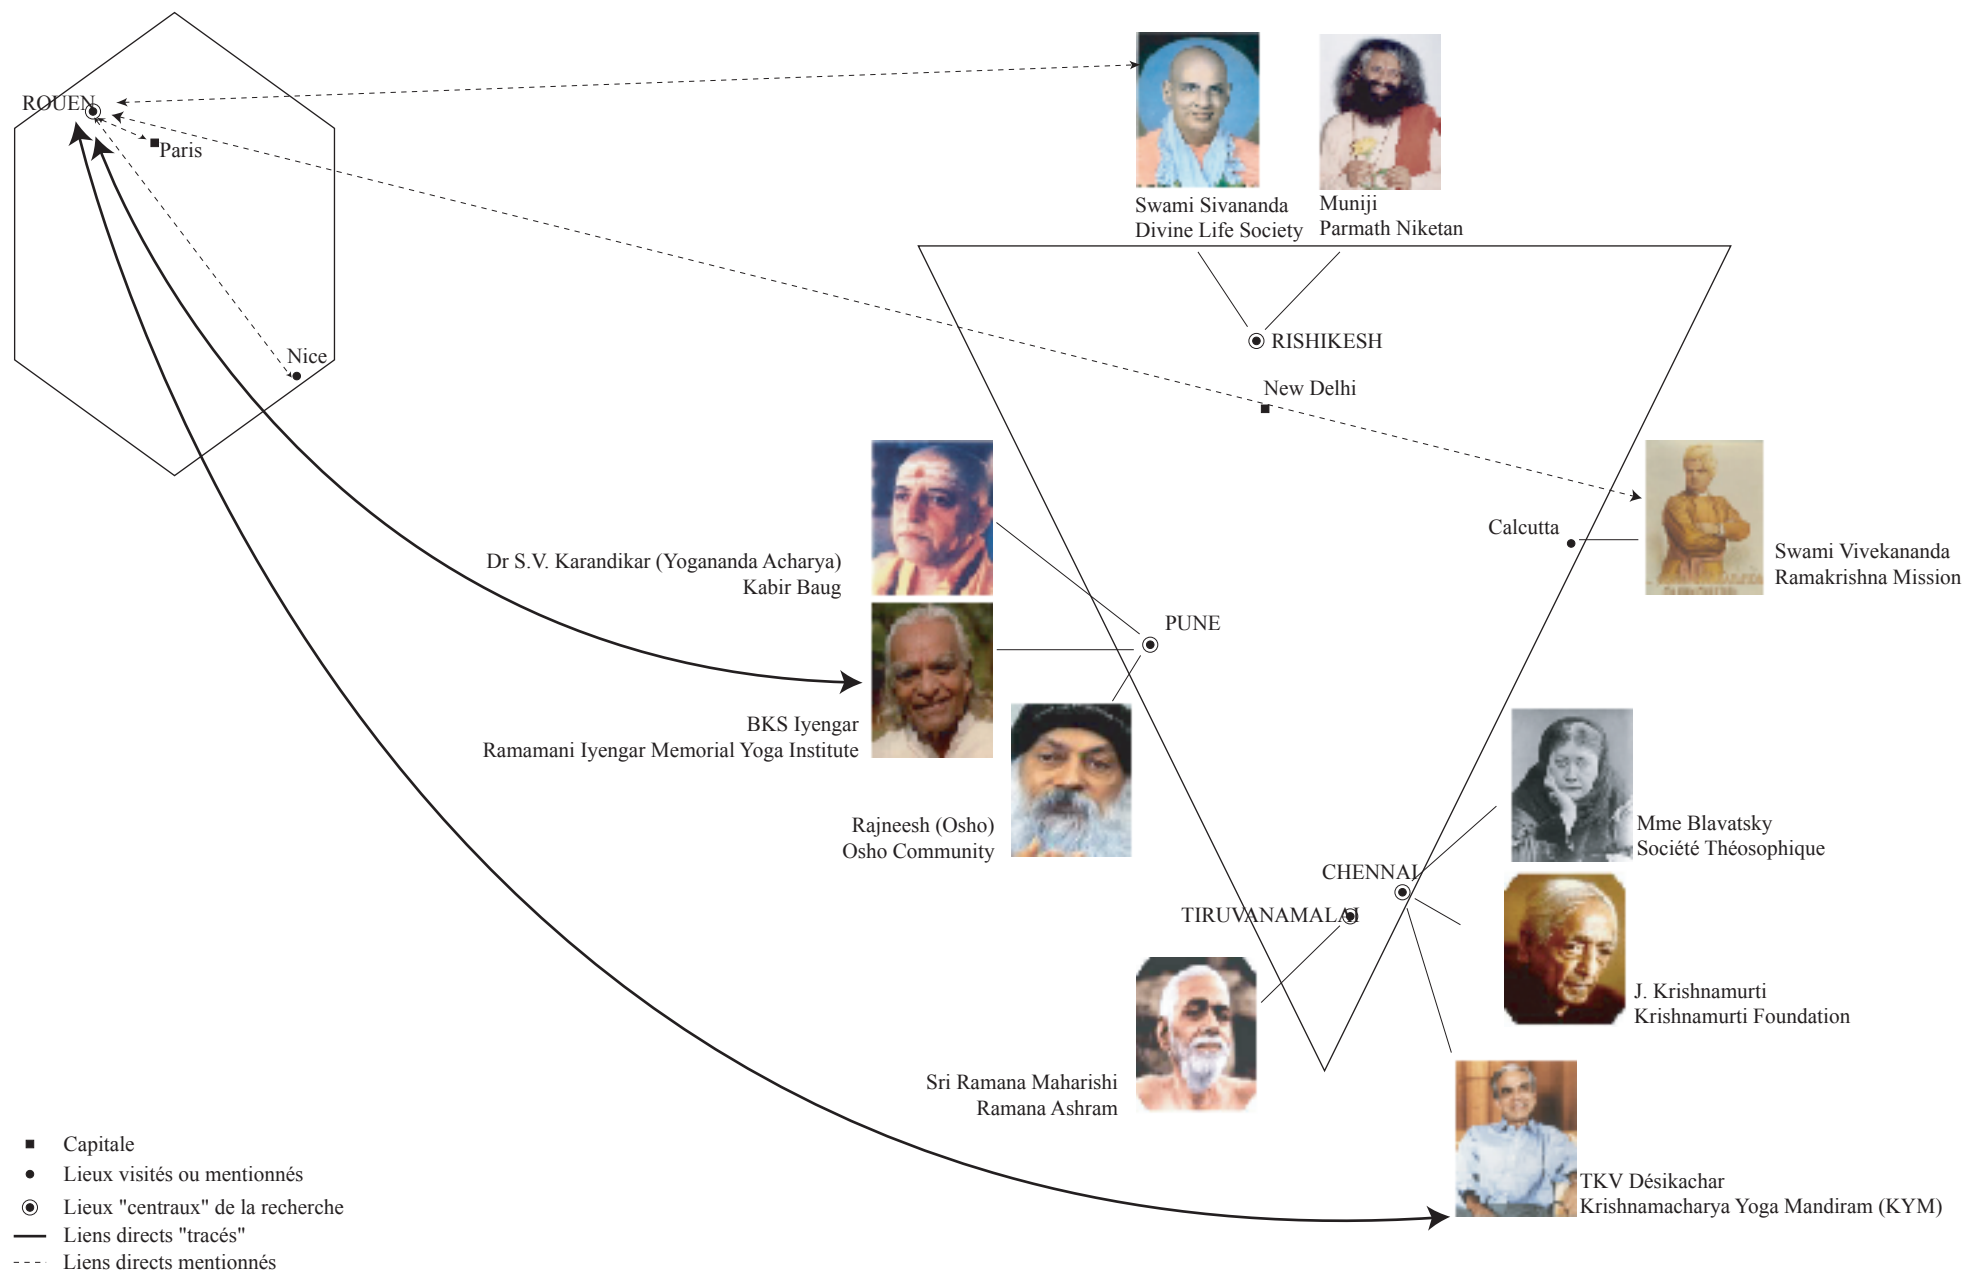 ROUEN
Paris
Nice
Swami Sivananda
Divine Life Society
Muniji
Parmath Niketan
RISHIKESH
New Delhi
Calcutta
Swami Vivekananda
Ramakrishna Mission
Dr S.V. Karandikar (Yogananda Acharya)
Kabir Baug
PUNE
BKS Iyengar
Ramamani Iyengar Memorial Yoga Institute
Rajneesh (Osho)
Osho Community
Mme Blavatsky
Société Théosophique
CHENNAI
TIRUVANAMALAI
J. Krishnamurti
Krishnamurti Foundation
Sri Ramana Maharishi
Ramana Ashram
TKV Désikachar
Krishnamacharya Yoga Mandiram (KYM)
Capitale
Lieux visités ou mentionnés
Lieux "centraux" de la recherche
Liens directs "tracés"
Liens directs mentionnés